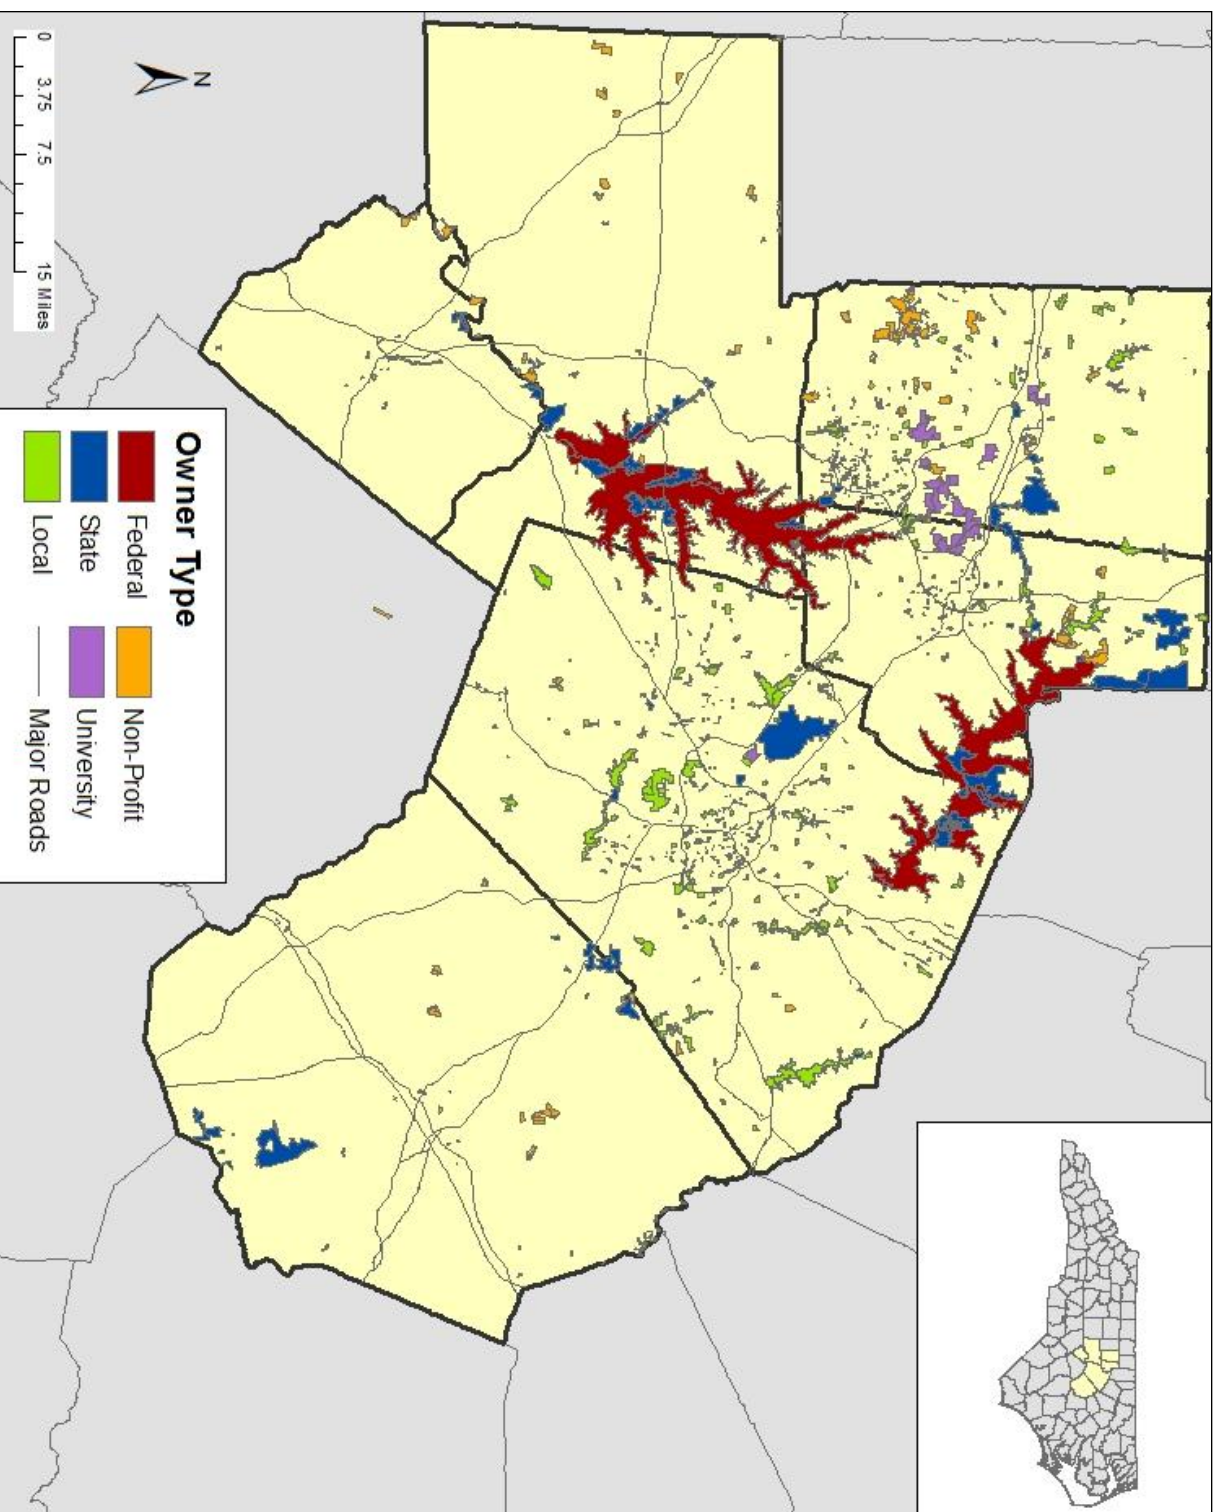 N
0 3.75 7.5 15 Miles
Owner Type
Federal
Non-Profit
State
University
Local
Major Roads